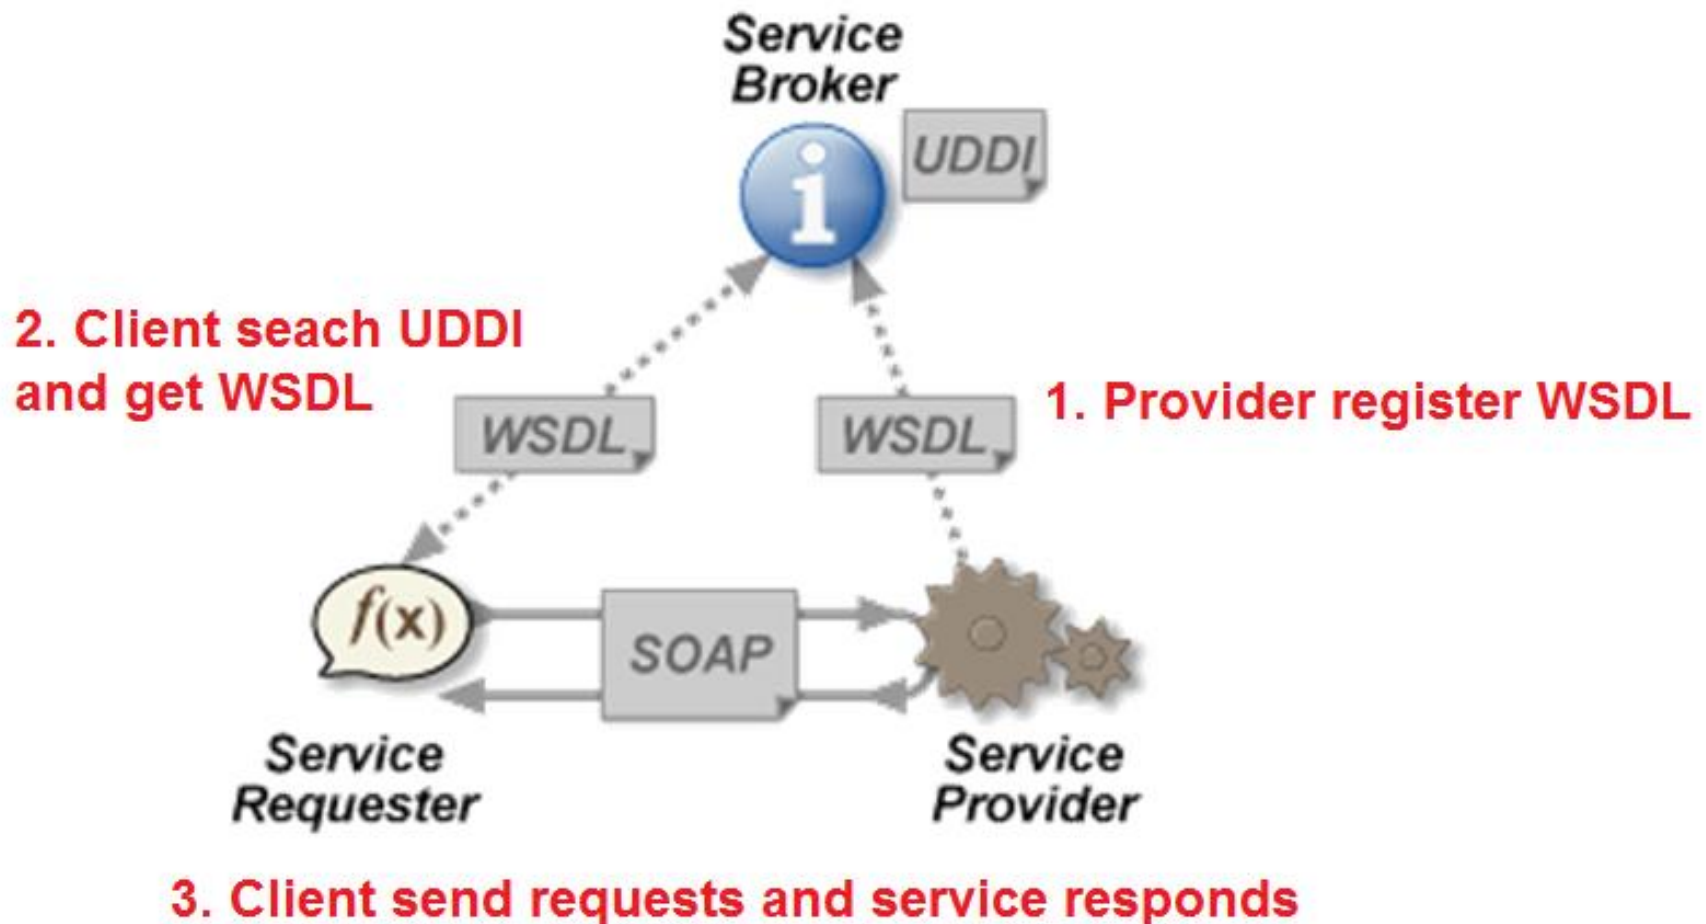 Service
Broker
UDDI
2. Client seach UDDI
and get WSDL
1. Provider register WSDL
WSDL
WSDL
f(x)
SOAP
Service
Requester
Service
Provider
3. Client send requests and service responds